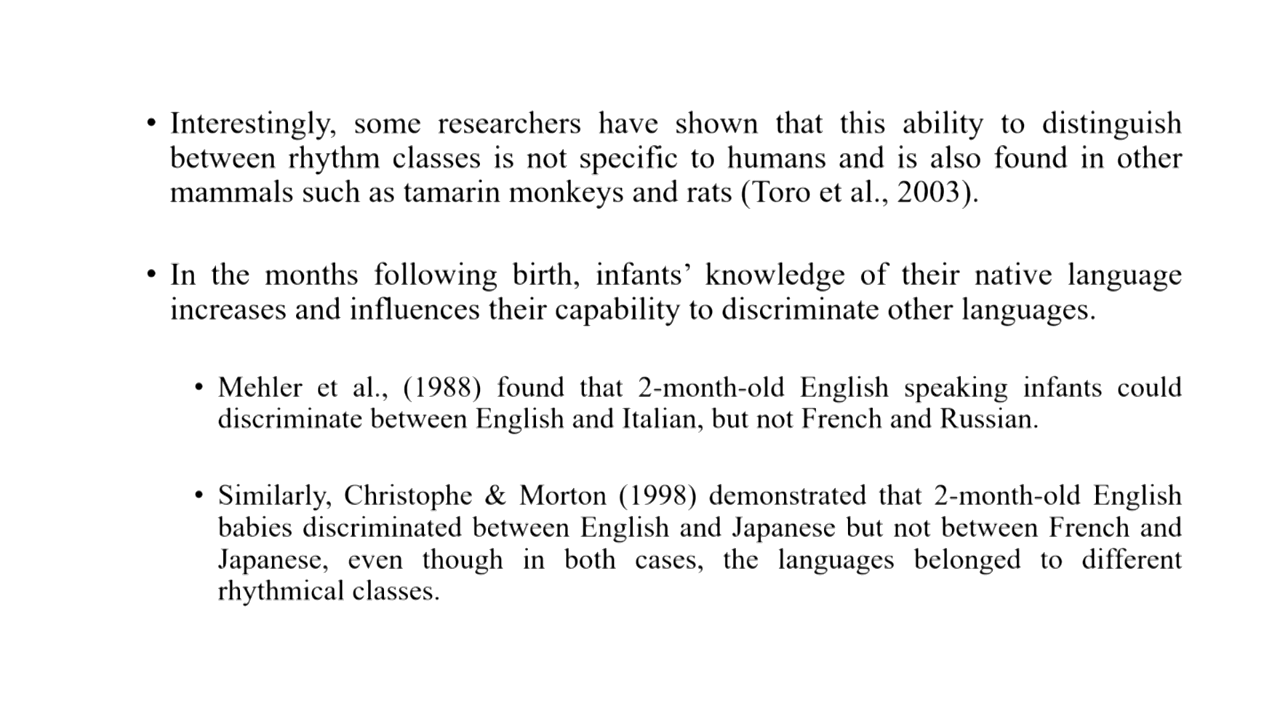 • Interestingly, some researchers have shown that this ability to distinguish
between rhythm classes is not specific to humans and is also found in other
mammals such as tamarin monkeys and rats (Toro et al., 2003).
• In the months following birth, infants’ knowledge of their native language
increases and influences their capability to discriminate other languages.
• Mehler et al., (1988) found that 2-month-old English speaking infants could
discriminate between English and Italian, but not French and Russian.
• Similarly, Christophe & Morton (1998) demonstrated that 2-month-old English
babies discriminated between English and Japanese but not between French and
Japanese, even though in both cases, the languages belonged to different
rhythmical classes.